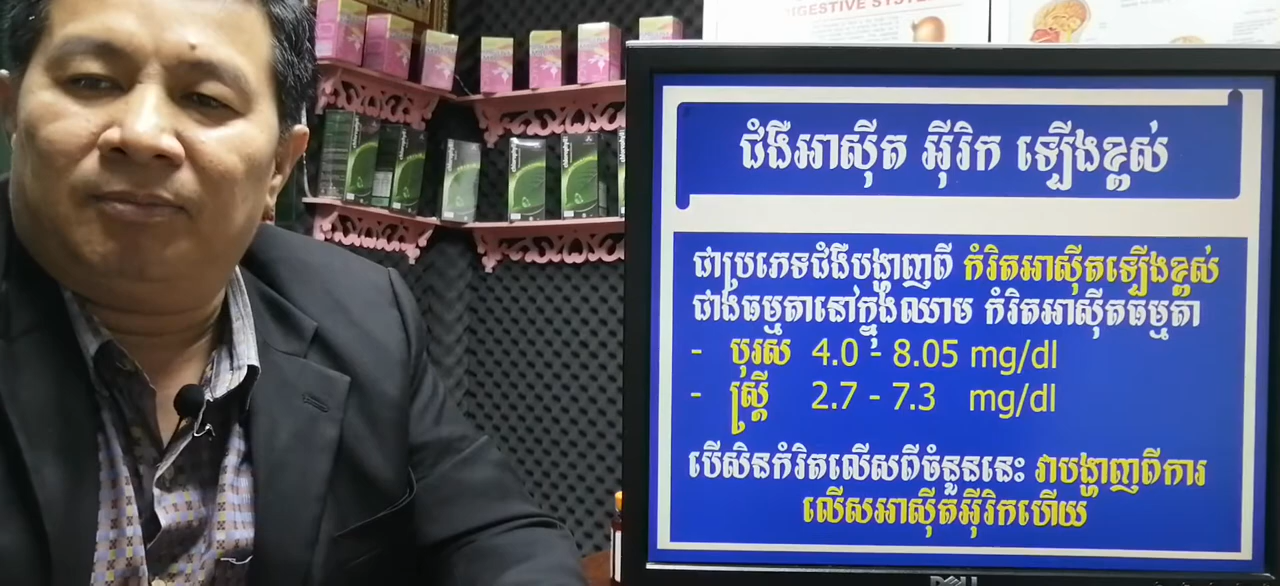 DIGESTIVE SYSTE
ជំងឺអាស៊ីត អ៊ីរិក ឡើងខ្ពស់
ជាប្រភេទជំងឺបង្ហាញពី កំរិតអាស៊ីតឡើងខ្ពស់
ជាងធម្មតានៅក្នុងឈាម កំរិតអាស៊ីតធម្មតា
- បុរស 4.0 - 8.05 mg/dl
- ស្ត្រី 2.7 - 7.3 mg/dl
បើសិនកំរិតលើសពីចំនួននេះ វាបង្ហាញពីការ
លើសអាស៊ីតអ៊ីរិកហើយ